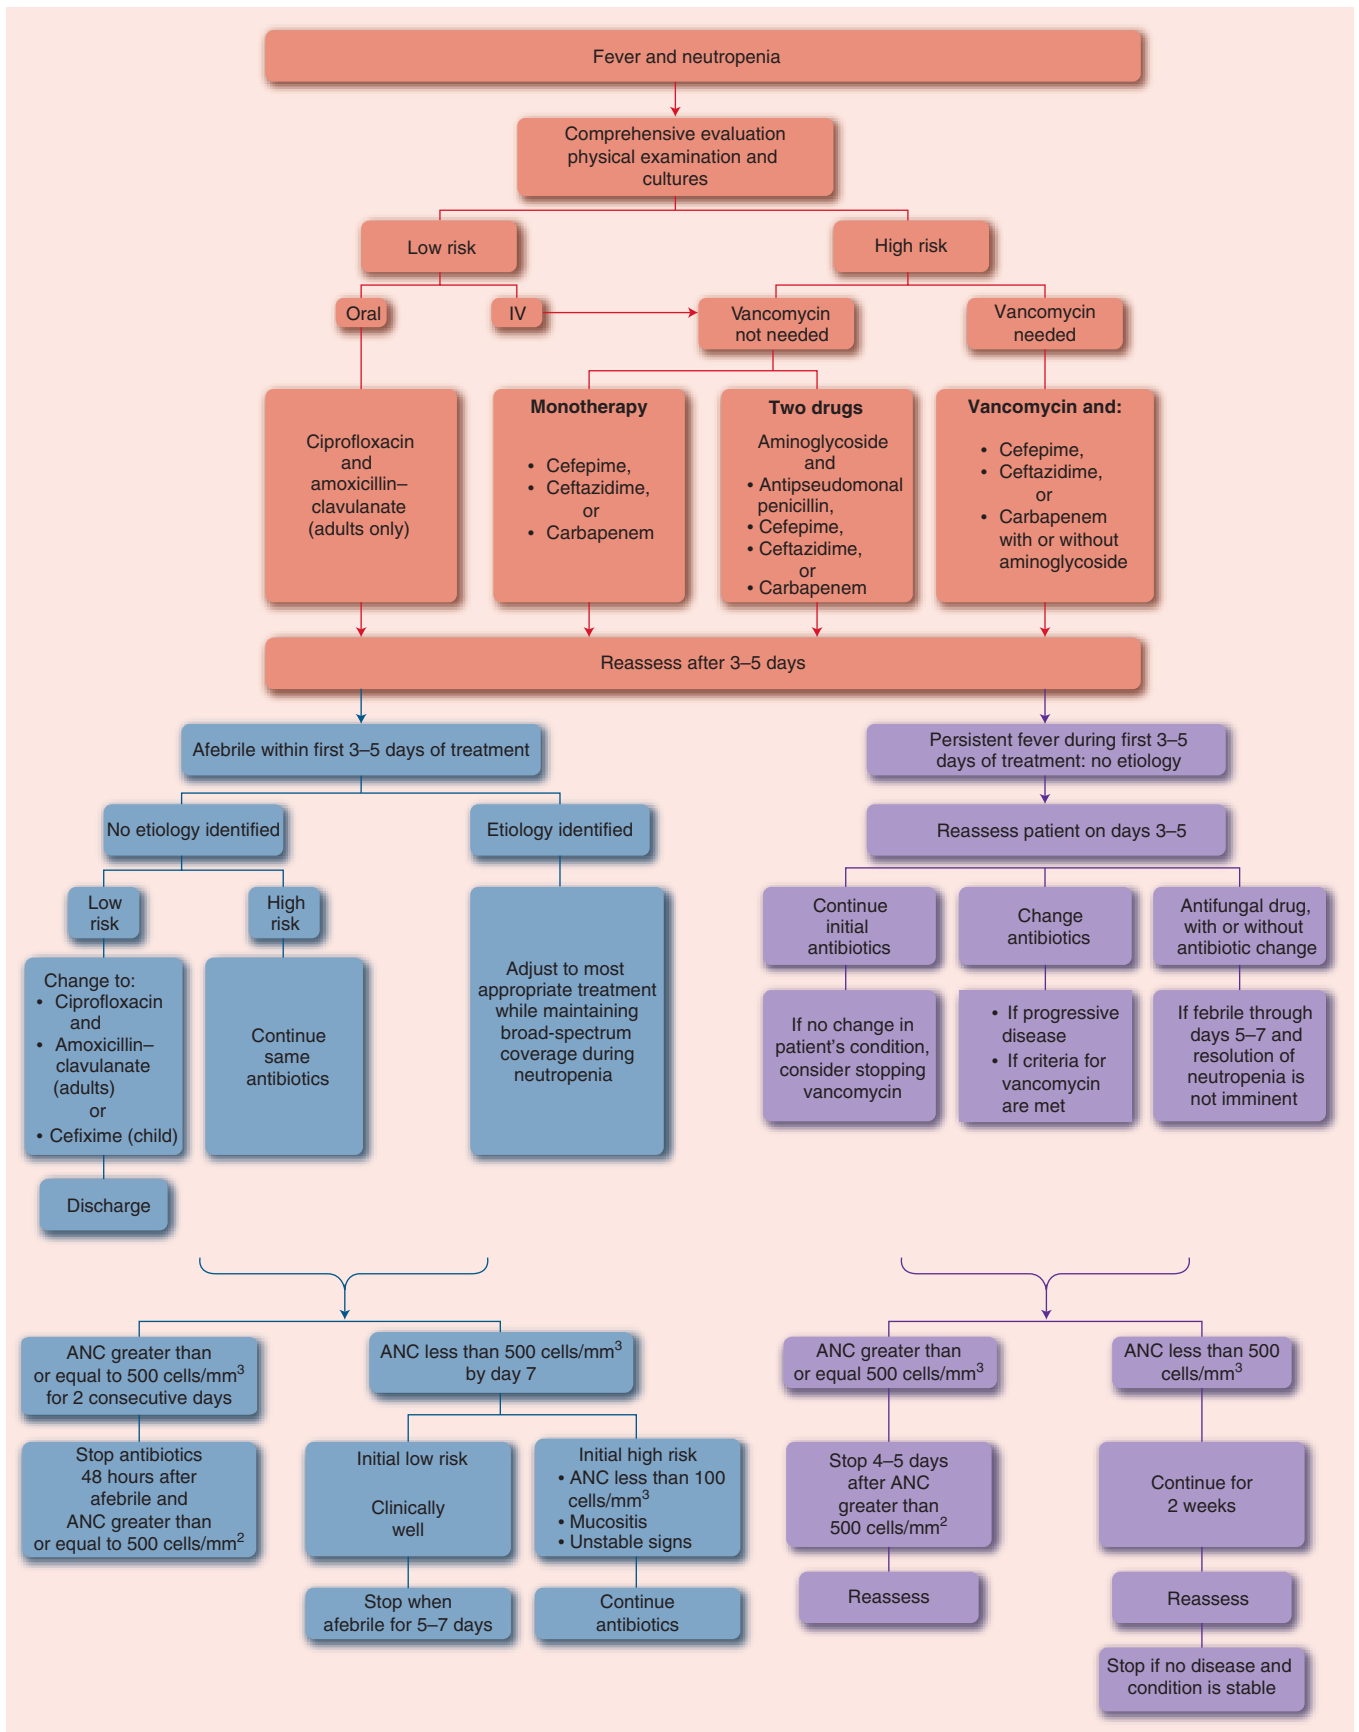 Fever and neutropenia
Comprehensive evaluation
physical examination and
cultures
Low risk
High risk
Oral
IV
Vancomycin
not needed
Vancomycin
needed
Ciprofloxacin
and
amoxicillin–
clavulanate
(adults only)
Monotherapy
• Cefepime,
• Ceftazidime,
or
• Carbapenem
Two drugs
Aminoglycoside
and
• Antipseudomonal
penicillin,
• Cefepime,
• Ceftazidime,
or
• Carbapenem
Vancomycin and:
• Cefepime,
• Ceftazidime,
or
• Carbapenem
with or without
aminoglycoside
Reassess after 3–5 days
Afebrile within first 3–5 days of treatment
No etiology identified
Etiology identified
Low
risk
High
risk
Change to:
• Ciprofloxacin
and
• Amoxicillin–
clavulanate
(adults)
or
• Cefixime (child)
Continue
same
antibiotics
Adjust to most
appropriate treatment
while maintaining
broad-spectrum
coverage during
neutropenia
Discharge
Persistent fever during first 3–5
days of treatment: no etiology
Reassess patient on days 3–5
Continue
initial
antibiotics
Change
antibiotics
Antifungal drug,
with or without
antibiotic change
If no change in
patient's condition,
consider stopping
vancomycin
• If progressive
disease
• If criteria for
vancomycin
are met
If febrile through
days 5–7 and
resolution of
neutropenia is
not imminent
ANC greater than
or equal to 500 cells/mm³
for 2 consecutive days
ANC less than 500 cells/mm³
by day 7
Stop antibiotics
48 hours after
afebrile and
ANC greater than
or equal to 500 cells/mm²
Initial low risk
Clinically
well
Initial high risk
• ANC less than 100
cells/mm³
• Mucositis
• Unstable signs
Stop when
afebrile for 5–7 days
Continue
antibiotics
ANC greater than
or equal 500 cells/mm³
ANC less than 500
cells/mm³
Stop 4–5 days
after ANC
greater than
500 cells/mm²
Continue for
2 weeks
Reassess
Reassess
Stop if no disease and
condition is stable